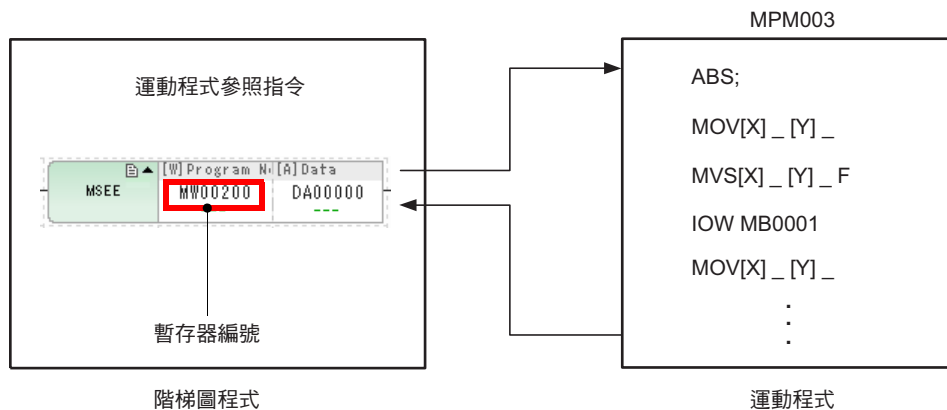 MPM003
運動程式參照指令
[W]Program N [A]Data
MSEE MW00200 DA00000
---
暫存器編號
階梯圖程式
ABS;
MOV[X] _ [Y] _
MVS[X] _ [Y] _ F
IOW MB0001
MOV[X] _ [Y] _
.
.
.
運動程式